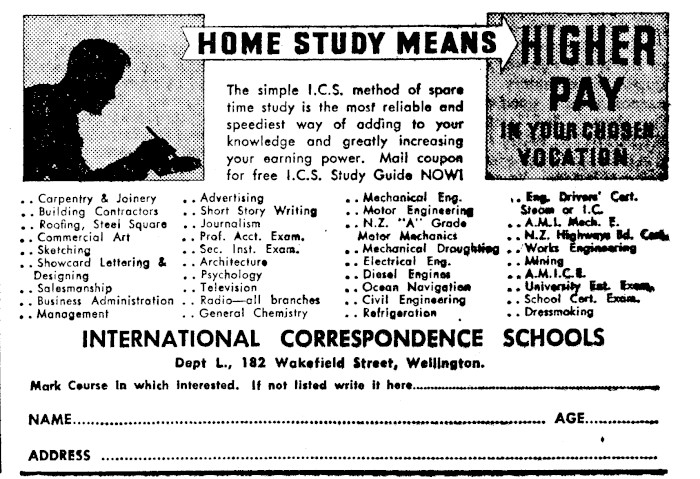 HOME STUDY MEANS HIGHER
PAY
IN YOUR CHOSEN
VOCATION
The simple I.C.S. method of spare
time study is the most reliable and
speediest way of adding to your
knowledge and greatly increasing
your earning power. Mail coupon
for free I.C.S. Study Guide NOW!
.. Carpentry & Joinery
.. Building Contractors
.. Roofing, Steel Square
.. Commercial Art
.. Sketching
.. Showcard Lettering &
Designing
.. Salesmanship
.. Business Administration
.. Management
.. Advertising
.. Short Story Writing
.. Journalism
.. Prof. Acct. Exam.
.. Sec. Inst. Exam.
.. Architecture
.. Psychology
.. Television
.. Radio—all branches
.. General Chemistry
.. Mechanical Eng.
.. Motor Engineering
.. N.Z. "A" Grade
Motor Mechanics
.. Mechanical Droughting
.. Electrical Eng.
.. Diesel Engines
.. Ocean Navigation
.. Civil Engineering
.. Refrigeration
.. Eng. Drivers' Cert.
Steam or I.C.
.. A.M.I. Mech. E.
.. N.Z. Highways Bd. Cert.
.. Works Engineering
.. Mining
.. A.M.I.C.E.
.. University Ent. Exam.
.. School Cert. Exam.
.. Dressmaking
INTERNATIONAL CORRESPONDENCE SCHOOLS
Dept L., 182 Wakefield Street, Wellington.
Mark Course in which interested. If not listed write it here..........
NAME.......... AGE..........
ADDRESS ..........